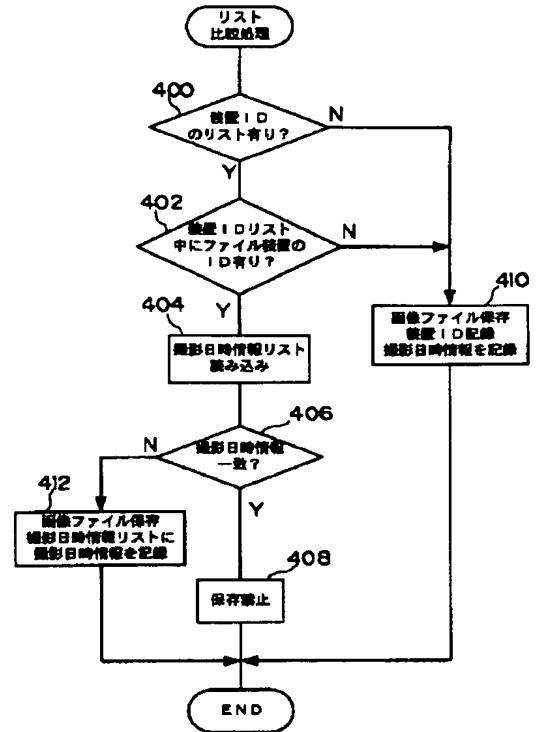 リスト
比較処理
400
装置ID
のリスト有り?
N
Y
402
装置IDリスト
中にファイル装置の
ID有り?
N
Y
404
撮影日時情報リスト
読み込み
410
画像ファイル保存
装置ID記録
撮影日時情報を記録
406
撮影日時情報
一致?
N
Y
412
画像ファイル保存
撮影日時情報リストに
撮影日時情報を記録
408
保存禁止
END